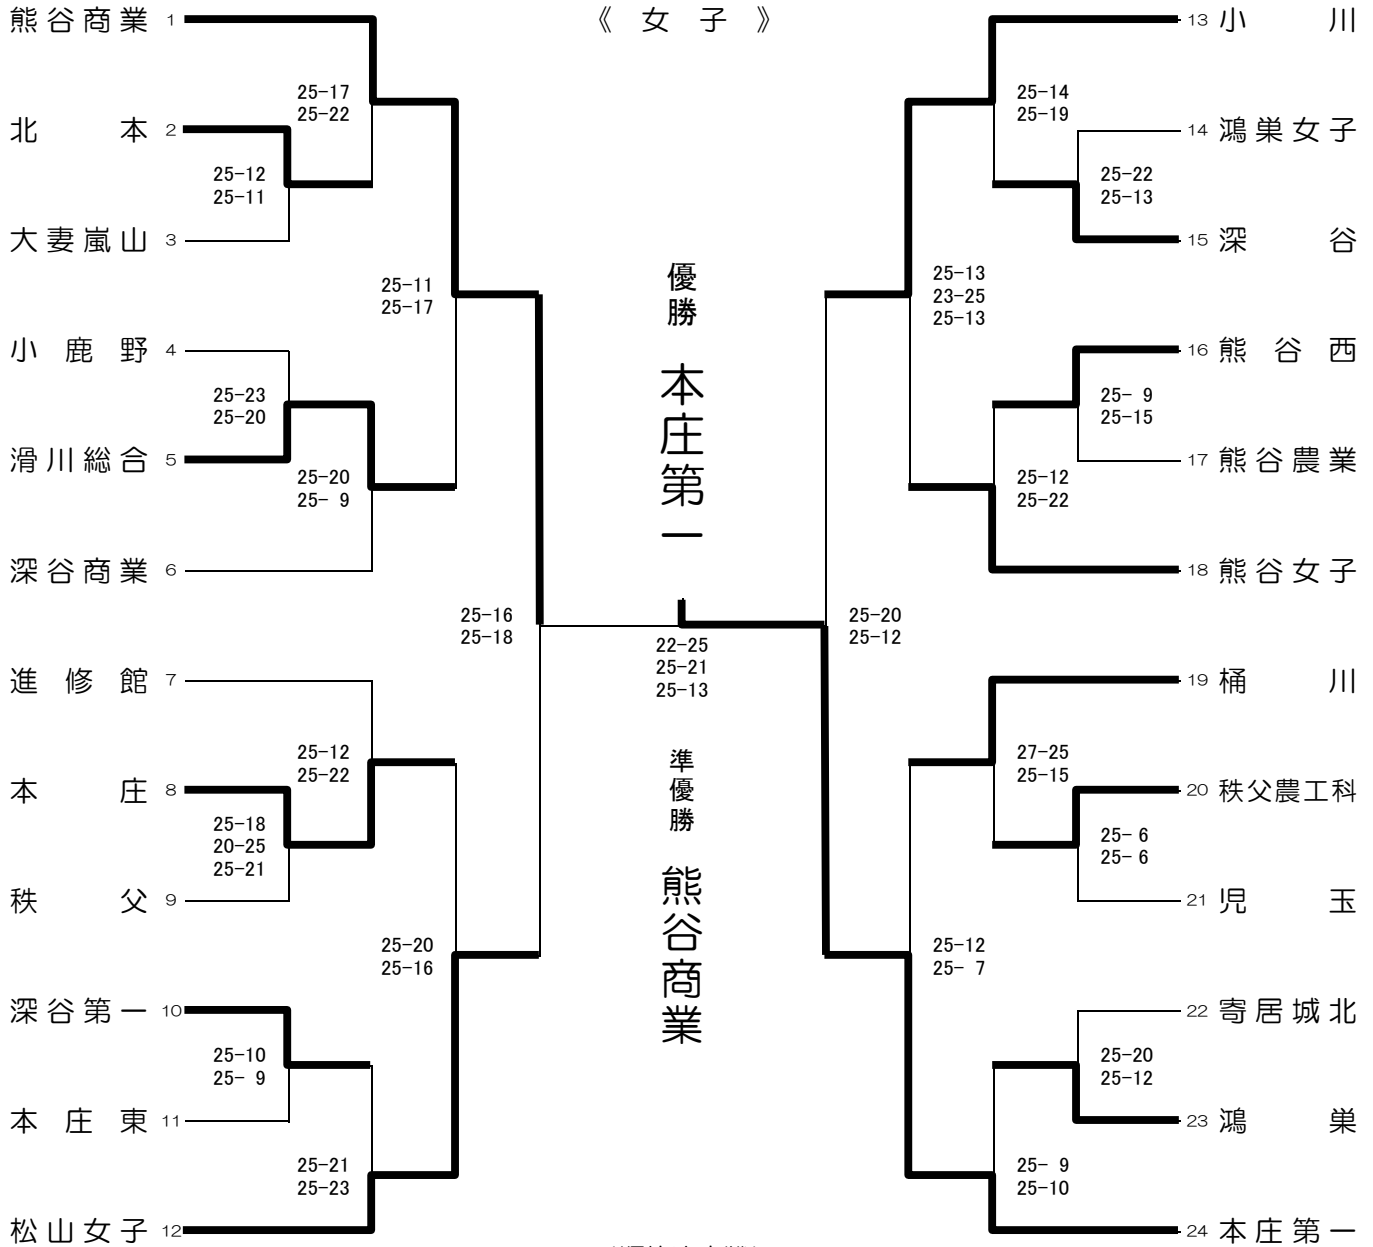 《 女 子 》
熊谷商業 1
25-17
25-22
北本 2
25-12
25-11
大妻嵐山 3
25-11
25-17
小鹿野 4
25-23
25-20
滑川総合 5
25-20
25- 9
深谷商業 6
25-16
25-18
進修館 7
25-12
25-22
本庄 8
25-18
20-25
25-21
秩父 9
25-20
25-16
深谷第一 10
25-10
25- 9
本庄東 11
25-21
25-23
松山女子 12
優勝 本庄第一
22-25
25-21
25-13
準優勝 熊谷商業
13 小川
25-14
25-19
14 鴻巣女子
25-22
25-13
15 深谷
25-13
23-25
25-13
16 熊谷西
25- 9
25-15
17 熊谷農業
25-12
25-22
18 熊谷女子
25-20
25-12
19 桶川
27-25
25-15
20 秩父農工科
25- 6
25- 6
21 児玉
25-12
25- 7
22 寄居城北
25-20
25-12
23 鴻巣
25- 9
25-10
24 本庄第一